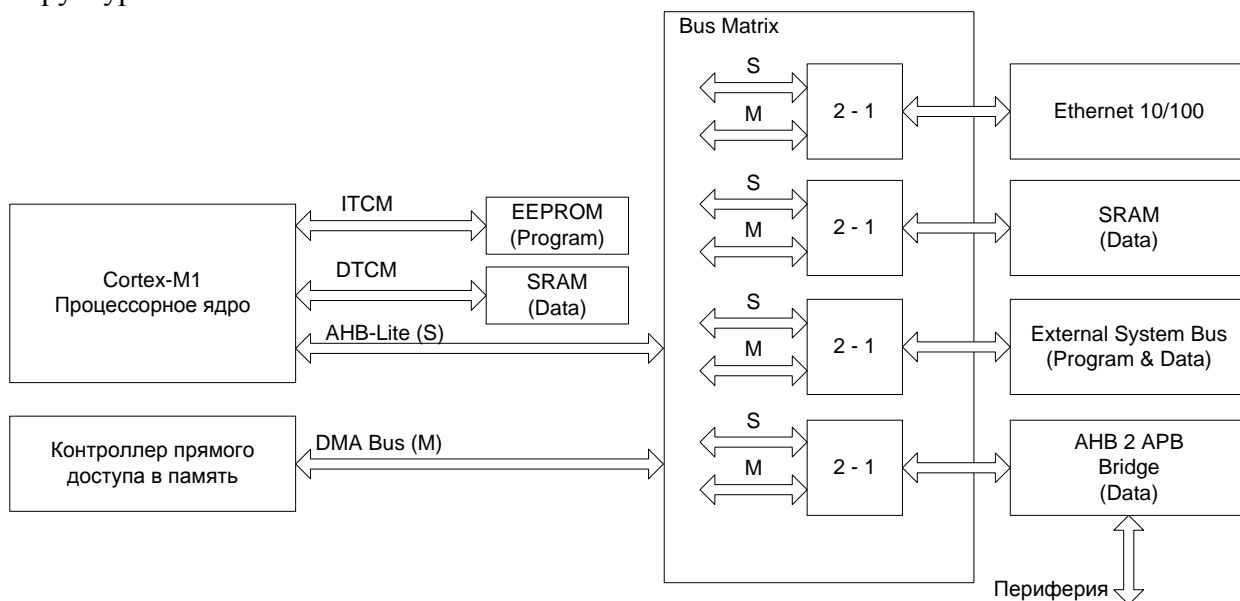 Bus Matrix
S
M
2 - 1
Ethernet 10/100
S
M
2 - 1
SRAM
(Data)
S
M
2 - 1
External System Bus
(Program & Data)
S
M
2 - 1
AHB 2 APB
Bridge
(Data)
Периферия
Cortex-M1
Процессорное ядро
ITCM
EEPROM
(Program)
DTCM
SRAM
(Data)
AHB-Lite (S)
Контроллер прямого
доступа в память
DMA Bus (M)